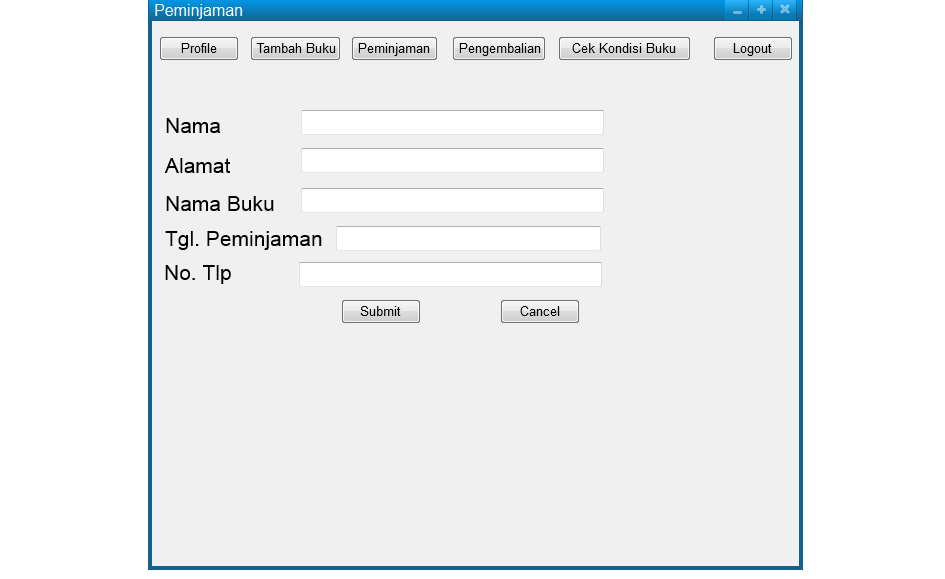 Peminjaman
Profile Tambah Buku Peminjaman Pengembalian Cek Kondisi Buku Logout
Nama
Alamat
Nama Buku
Tgl. Peminjaman
No. Tlp
Submit Cancel